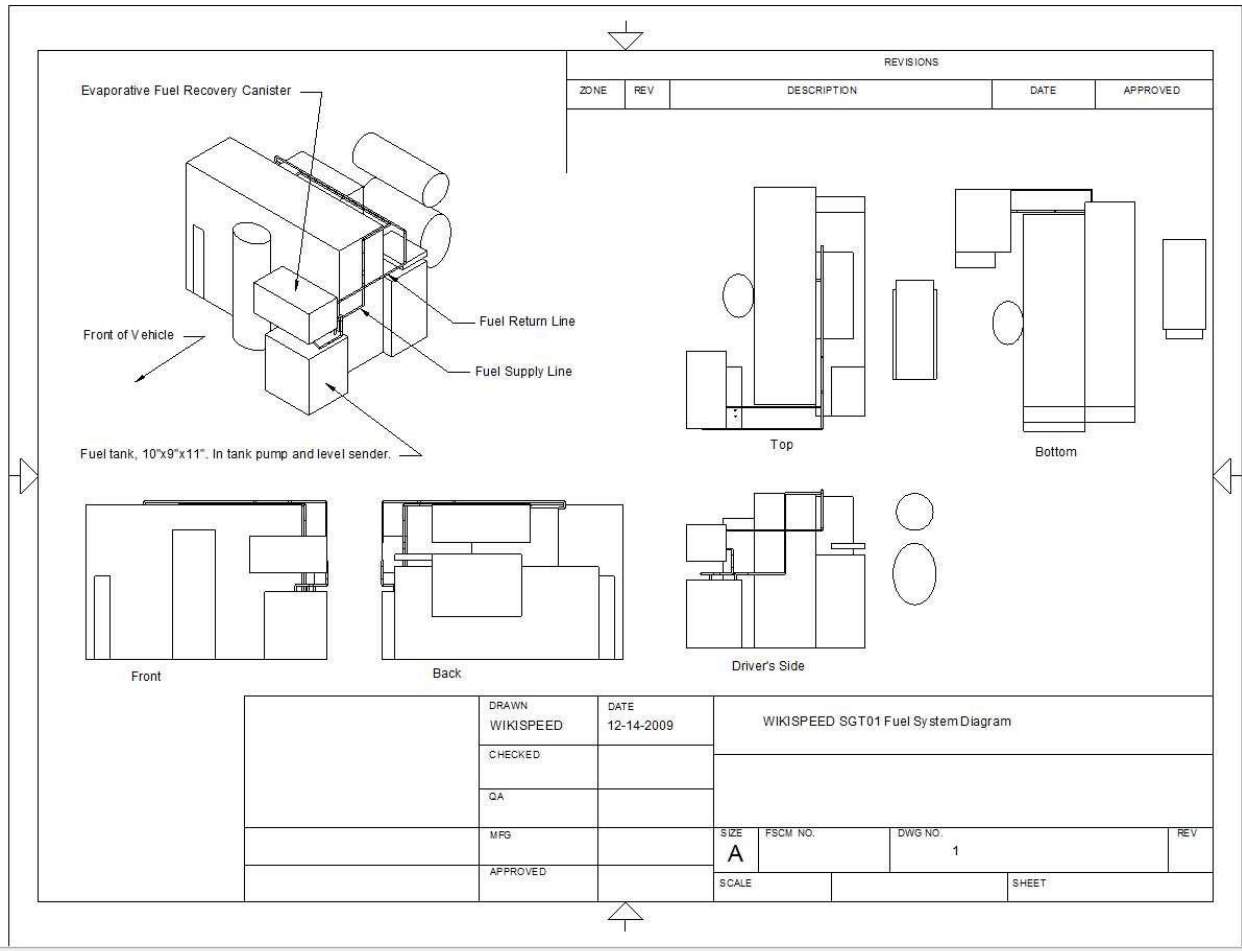 REVISIONS
ZONE REV DESCRIPTION DATE APPROVED
Evaporative Fuel Recovery Canister
Front of Vehicle
Fuel Return Line
Fuel Supply Line
Fuel tank, 10"x9"x11". In tank pump and level sender.
Top
Bottom
Front
Back
Driver's Side
DRAWN
WIKISPEED
DATE
12-14-2009
WIKISPEED SGT01 Fuel System Diagram
CHECKED
QA
MFG
APPROVED
SIZE
A
FSCM NO.
DWG NO.
1
REV
SCALE
SHEET